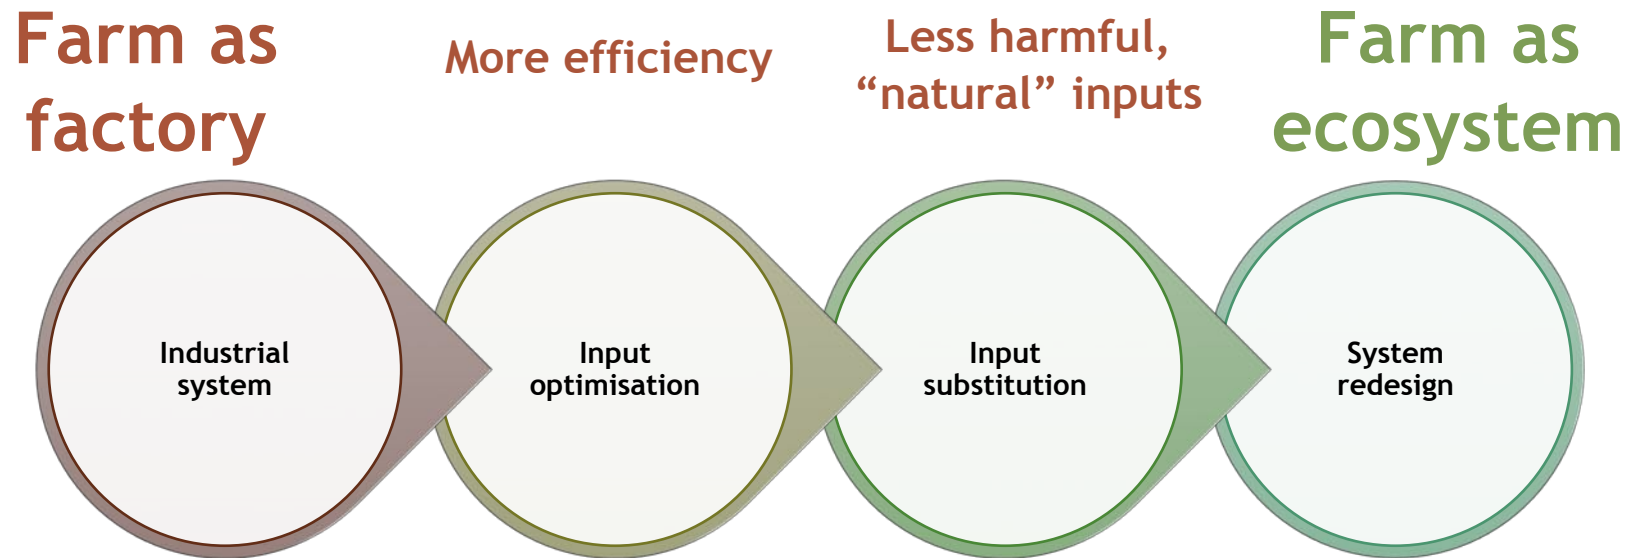 Farm as
factory
More efficiency
Less harmful,
“natural” inputs
Farm as
ecosystem
Industrial
system
Input
optimisation
Input
substitution
System
redesign